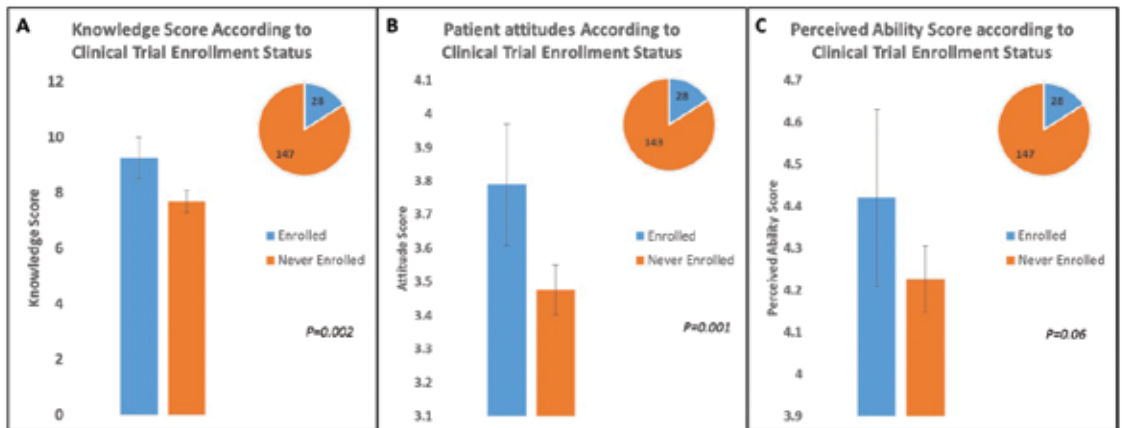 A
Knowledge Score According to
Clinical Trial Enrollment Status
12
10
8
6
4
2
0
Knowledge Score
28
147
Enrolled
Never Enrolled
P=0.002
B
Patient attitudes According to
Clinical Trial Enrollment Status
4.1
4
3.9
3.8
3.7
3.6
3.5
3.4
3.3
3.2
3.1
Attitude Score
28
143
Enrolled
Never Enrolled
P=0.001
C
Perceived Ability Score according to
Clinical Trial Enrollment Status
4.7
4.6
4.5
4.4
4.3
4.2
4.1
4
3.9
Perceived Ability Score
28
147
Enrolled
Never Enrolled
P=0.06